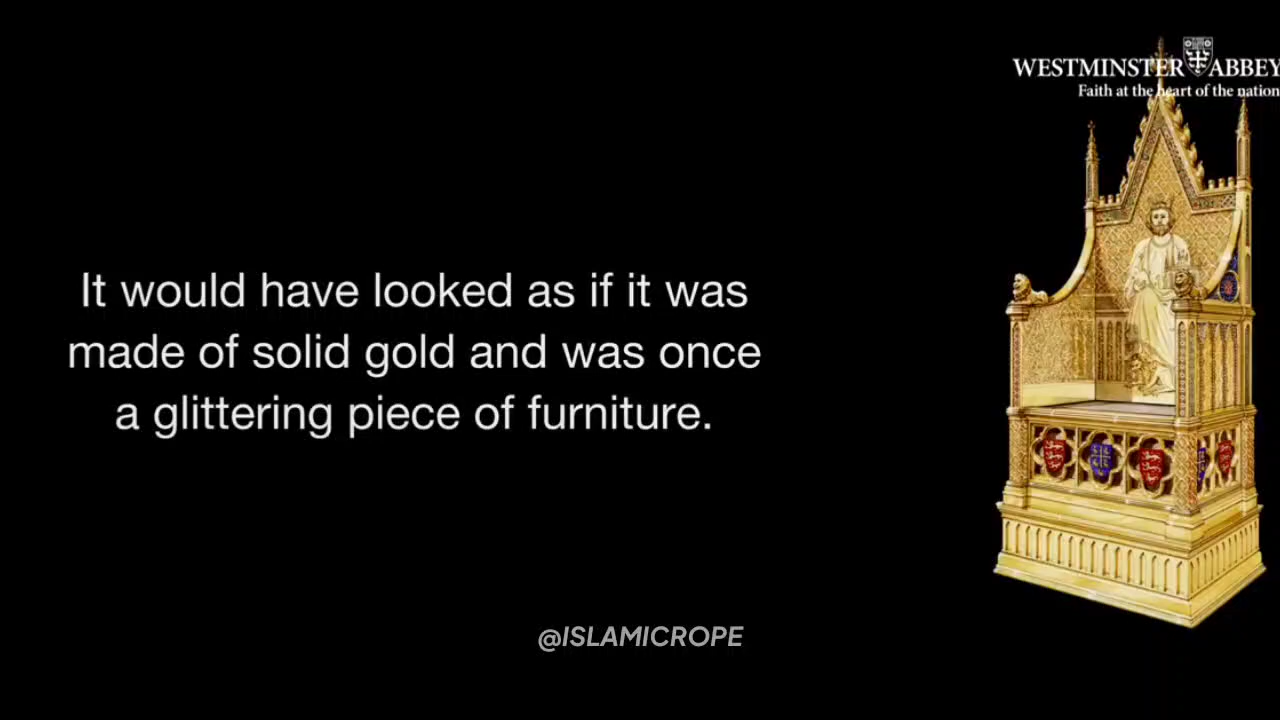 WESTMINSTER ABBEY
Faith at the heart of the nation
It would have looked as if it was
made of solid gold and was once
a glittering piece of furniture.
@ISLAMICROPE